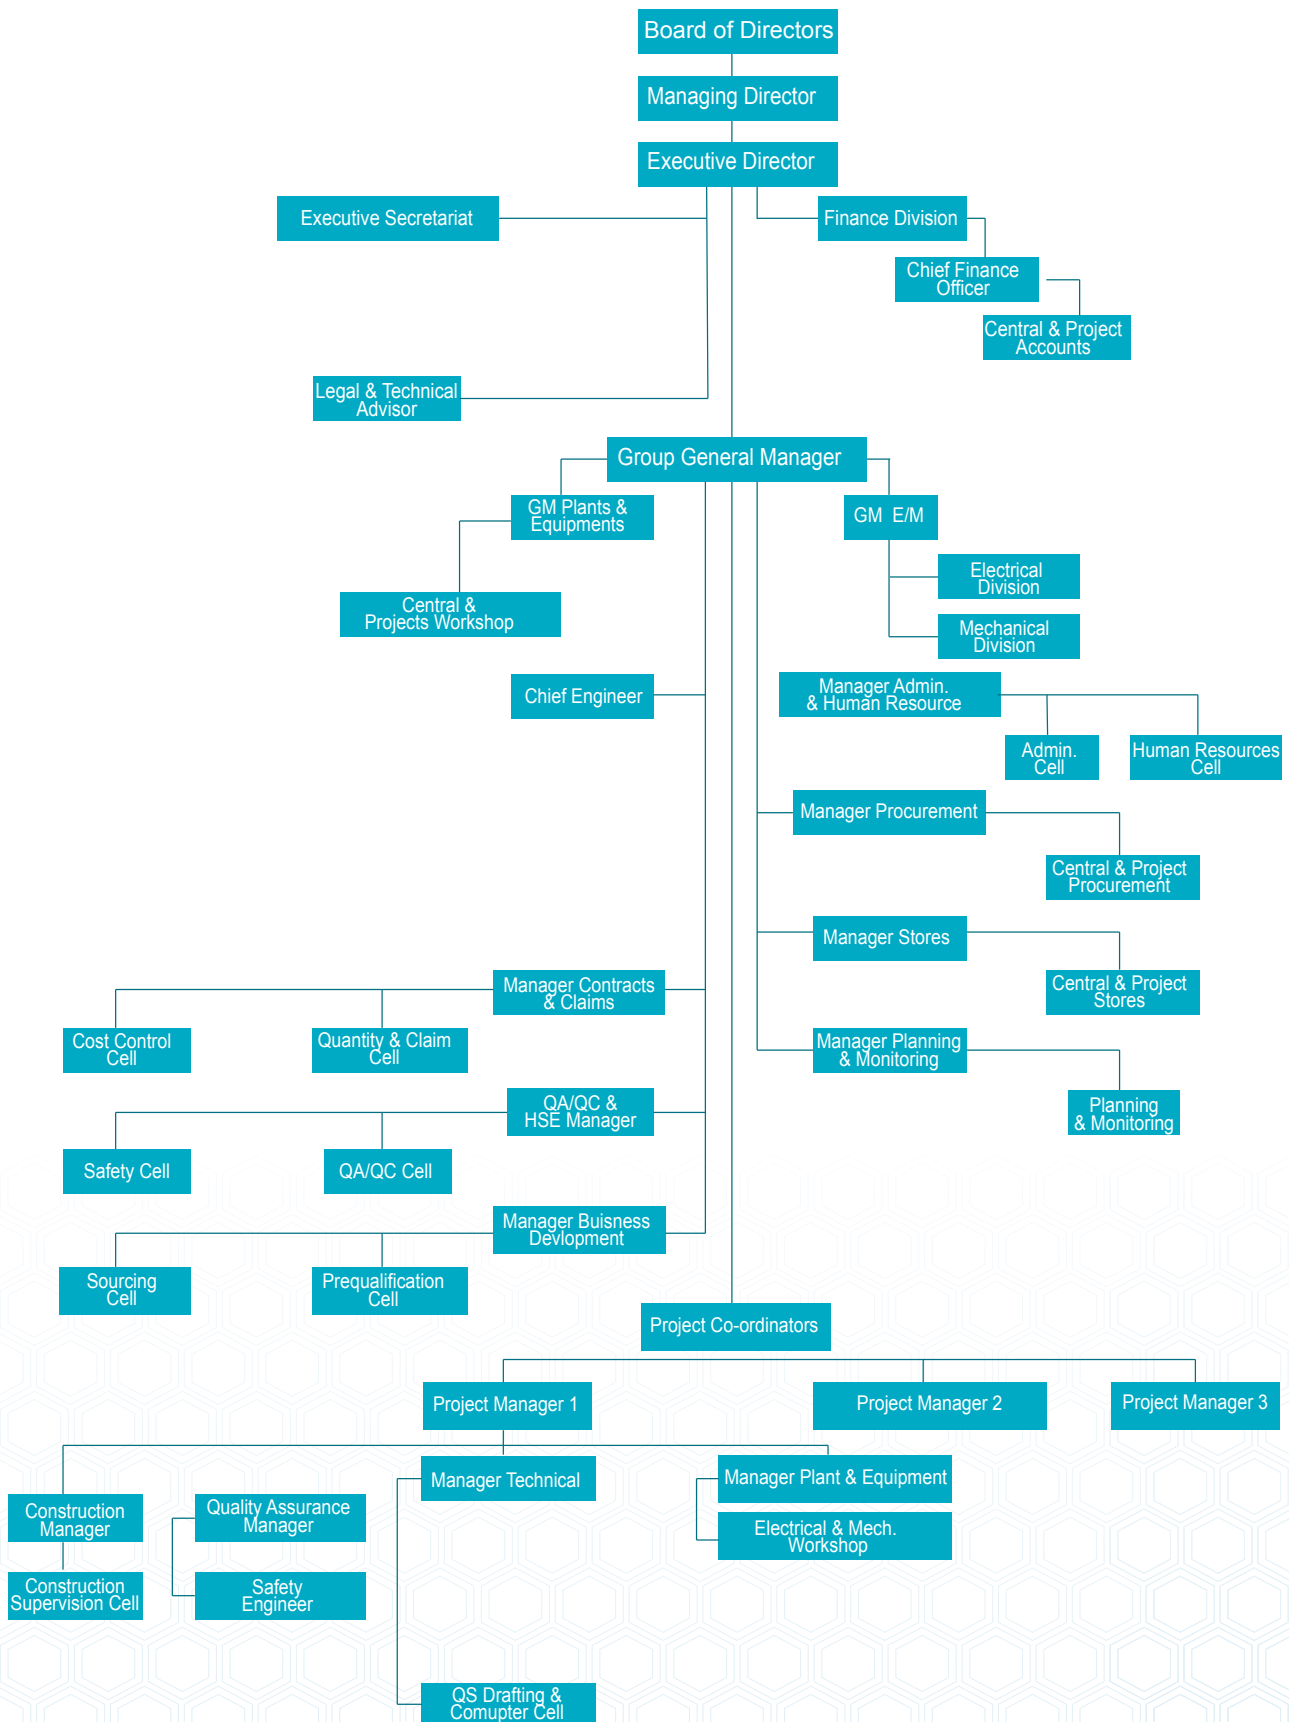 Board of Directors
Managing Director
Executive Director
Executive Secretariat
Finance Division
Chief Finance
Officer
Central & Project
Accounts
Legal & Technical
Advisor
Group General Manager
GM Plants &
Equipments
GM E/M
Electrical
Division
Central &
Projects Workshop
Mechanical
Division
Chief Engineer
Manager Admin.
& Human Resource
Admin.
Cell
Human Resources
Cell
Manager Procurement
Central & Project
Procurement
Manager Stores
Manager Contracts
& Claims
Central & Project
Stores
Cost Control
Cell
Quantity & Claim
Cell
Manager Planning
& Monitoring
QA/QC &
HSE Manager
Planning
& Monitoring
Safety Cell
QA/QC Cell
Manager Buisness
Devlopment
Sourcing
Cell
Prequalification
Cell
Project Co-ordinators
Project Manager 1
Project Manager 2
Project Manager 3
Manager Technical
Manager Plant & Equipment
Construction
Manager
Quality Assurance
Manager
Electrical & Mech.
Workshop
Construction
Supervision Cell
Safety
Engineer
QS Drafting &
Comupter Cell